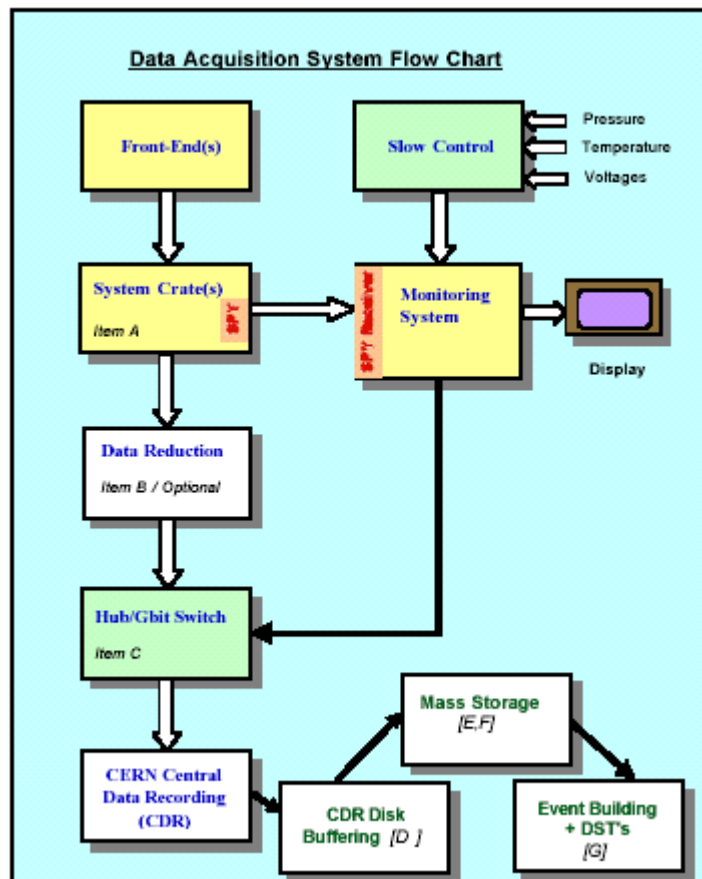 Data Acquisition System Flow Chart
Front-End(s)
Slow Control
Pressure
Temperature
Voltages
System Crate(s)
Item A
SPY
SPY Receiver
Monitoring
System
Display
Data Reduction
Item B / Optional
Hub/Gbit Switch
Item C
Mass Storage
[E,F]
CERN Central
Data Recording
(CDR)
CDR Disk
Buffering [D ]
Event Building
+ DST's
[G]